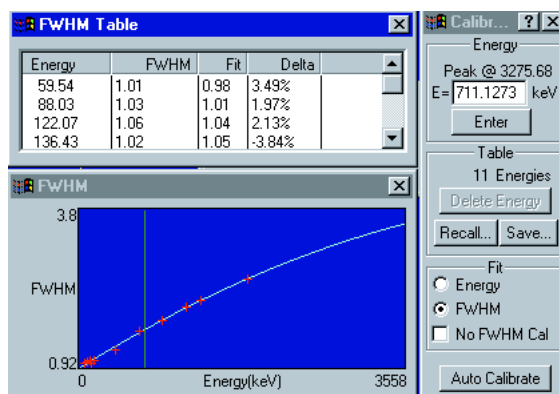 FWHM Table
Energy FWHM Fit Delta
59.54 1.01 0.98 3.49%
88.03 1.03 1.01 1.97%
122.07 1.06 1.04 2.13%
136.43 1.02 1.05 -3.84%
FWHM
3.8
FWHM
0.92
0 Energy(keV) 3558
Calibr...
Energy
Peak @ 3275.68
E= 711.1273 keV
Enter
Table
11 Energies
Delete Energy
Recall... Save...
Fit
Energy
FWHM
No FWHM Cal
Auto Calibrate